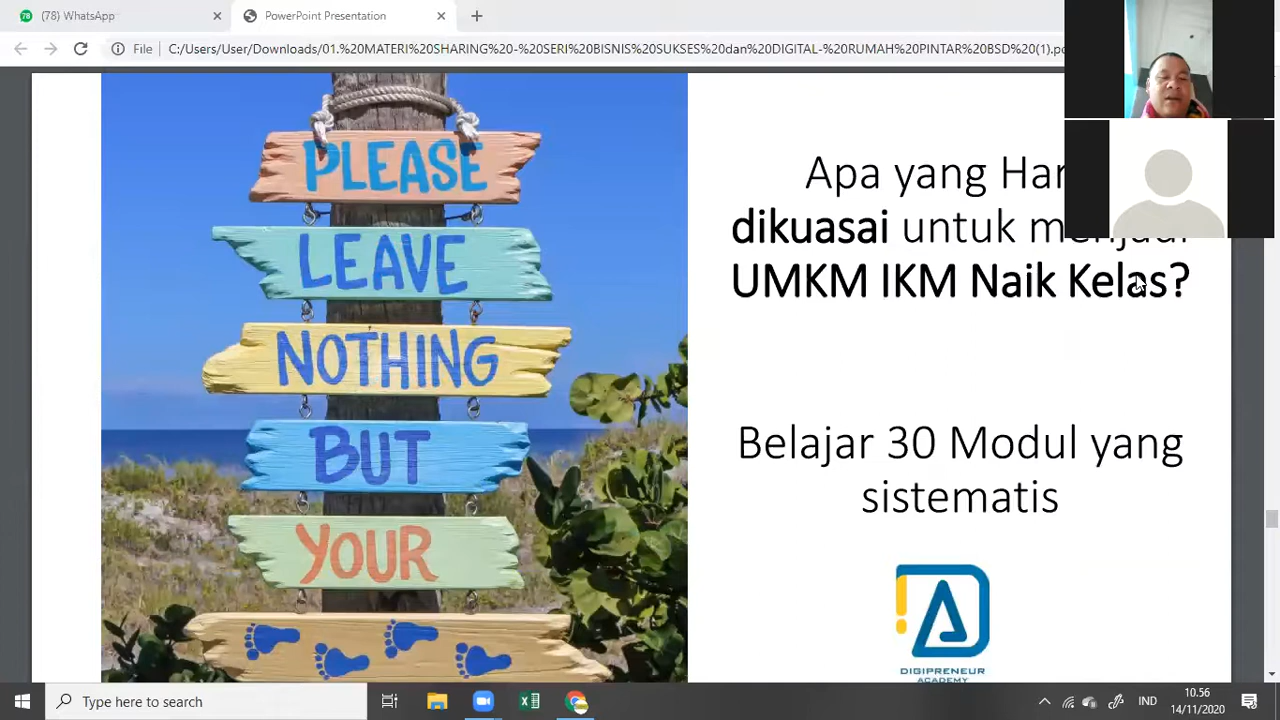 (78) WhatsApp
PowerPoint Presentation
File
C:/Users/User/Downloads/01.%20MATERI%20SHARING%20-%20SERI%20BISNIS%20SUKSES%20dan%20DIGITAL-%20RUMAH%20PINTAR%20BSD%20(1).p
PLEASE
LEAVE
NOTHING
BUT
YOUR
Apa yang
dikuasai untuk menjadi
UMKM IKM Naik Kelas?
Belajar 30 Modul yang
sistematis
DIGIPRENEUR
ACADEMY
Type here to search
IND
10.56
14/11/2020